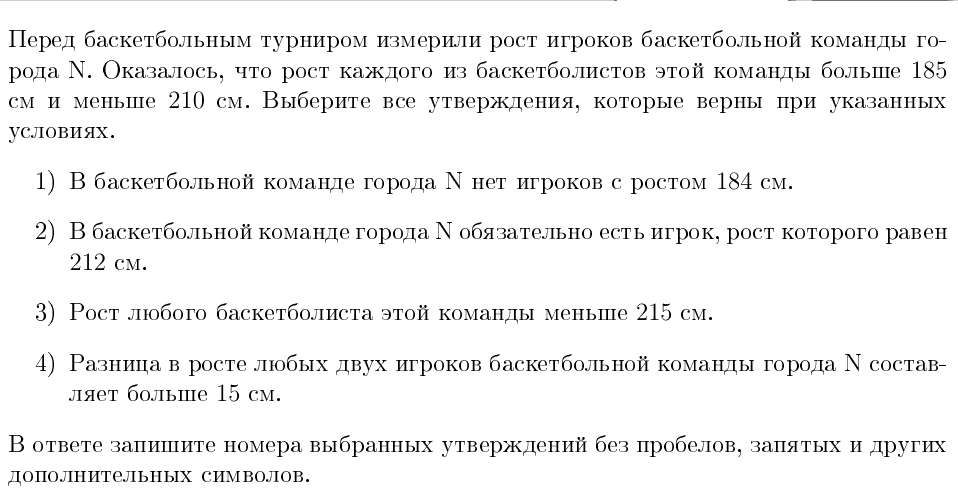 Перед баскетбольным турниром измерили рост игроков баскетбольной команды го-
рода N. Оказалось, что рост каждого из баскетболистов этой команды больше 185
см и меньше 210 см. Выберите все утверждения, которые верны при указанных
условиях.
1) В баскетбольной команде города N нет игроков с ростом 184 см.
2) В баскетбольной команде города N обязательно есть игрок, рост которого равен
212 см.
3) Рост любого баскетболиста этой команды меньше 215 см.
4) Разница в росте любых двух игроков баскетбольной команды города N состав-
ляет больше 15 см.
В ответе запишите номера выбранных утверждений без пробелов, запятых и других
дополнительных символов.